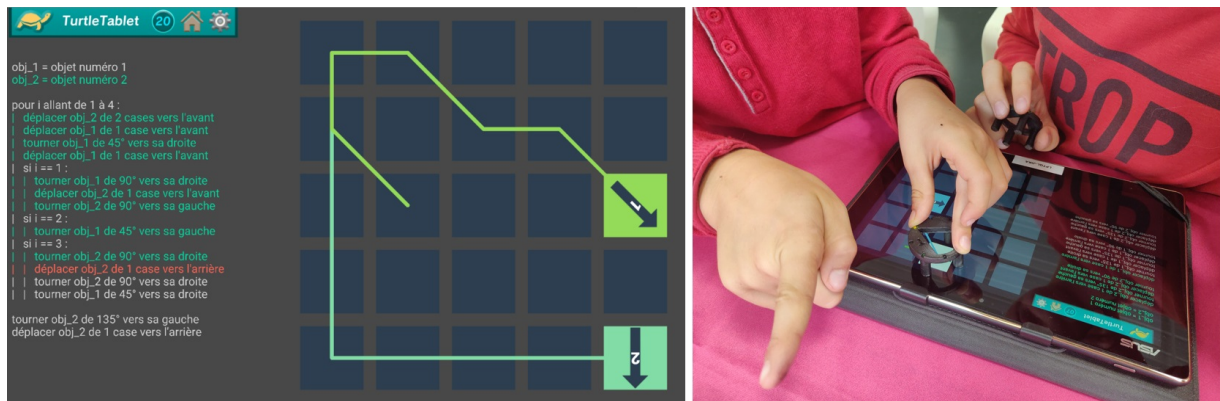 TurtleTablet 20
obj_1 = objet numéro 1
obj_2 = objet numéro 2
pour i allant de 1 à 4 :
| déplacer obj_2 de 2 cases vers l'avant
| déplacer obj_1 de 1 case vers l'avant
| tourner obj_1 de 45° vers sa droite
| déplacer obj_1 de 1 case vers l'avant
| si i == 1 :
| | tourner obj_1 de 90° vers sa droite
| | déplacer obj_2 de 1 case vers l'avant
| | tourner obj_2 de 90° vers sa gauche
| si i == 2 :
| | tourner obj_1 de 45° vers sa gauche
| si i == 3 :
| | tourner obj_2 de 90° vers sa droite
| | déplacer obj_2 de 1 case vers l'arrière
| | tourner obj_2 de 90° vers sa droite
| | tourner obj_1 de 45° vers sa droite
tourner obj_2 de 135° vers sa gauche
déplacer obj_2 de 1 case vers l'arrière
1
2
TROP
TurtleTablet
ASUS